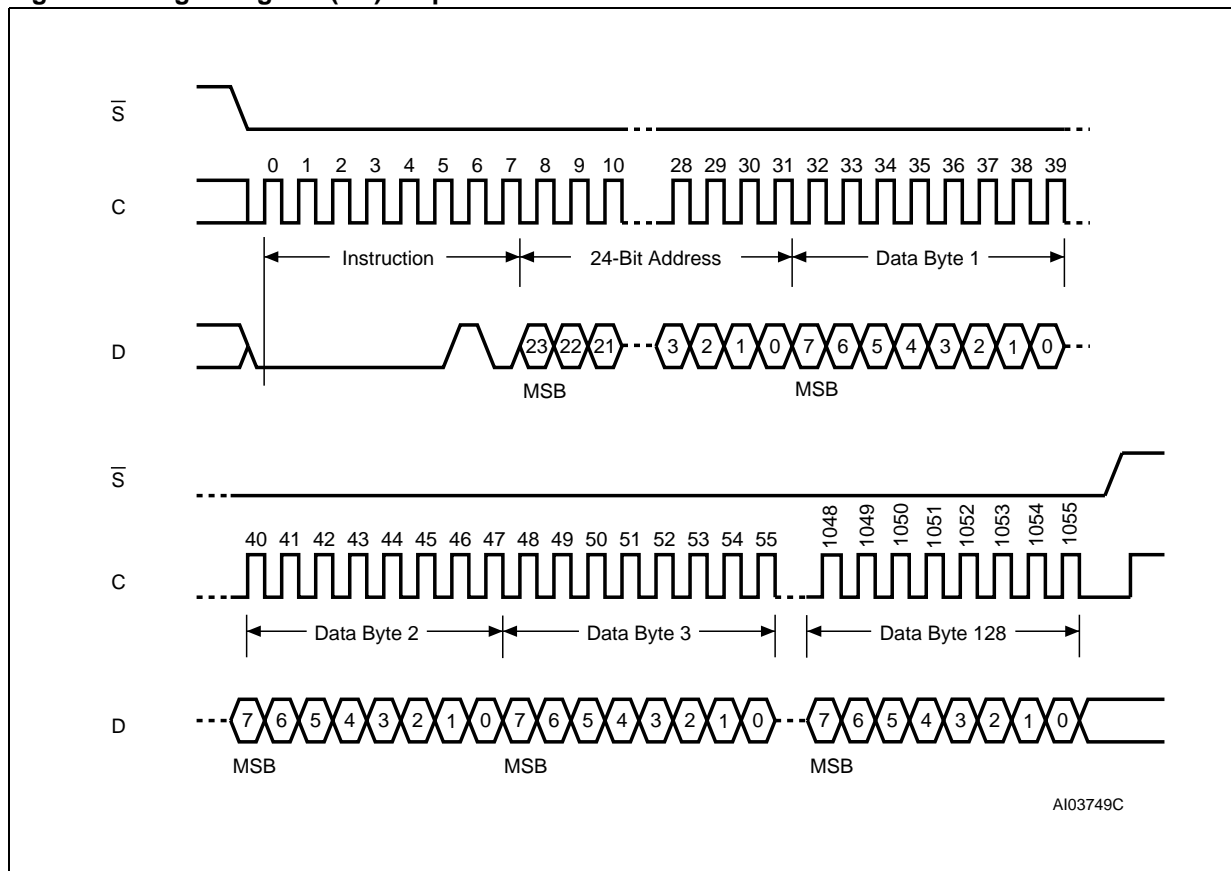 S
0 1 2 3 4 5 6 7 8 9 10 28 29 30 31 32 33 34 35 36 37 38 39
C
Instruction 24-Bit Address Data Byte 1
D 23 22 21 3 2 1 0 7 6 5 4 3 2 1 0
MSB MSB
S
40 41 42 43 44 45 46 47 48 49 50 51 52 53 54 55 1048 1049 1050 1051 1052 1053 1054 1055
C
Data Byte 2 Data Byte 3 Data Byte 128
D 7 6 5 4 3 2 1 0 7 6 5 4 3 2 1 0 7 6 5 4 3 2 1 0
MSB MSB MSB
AI03749C